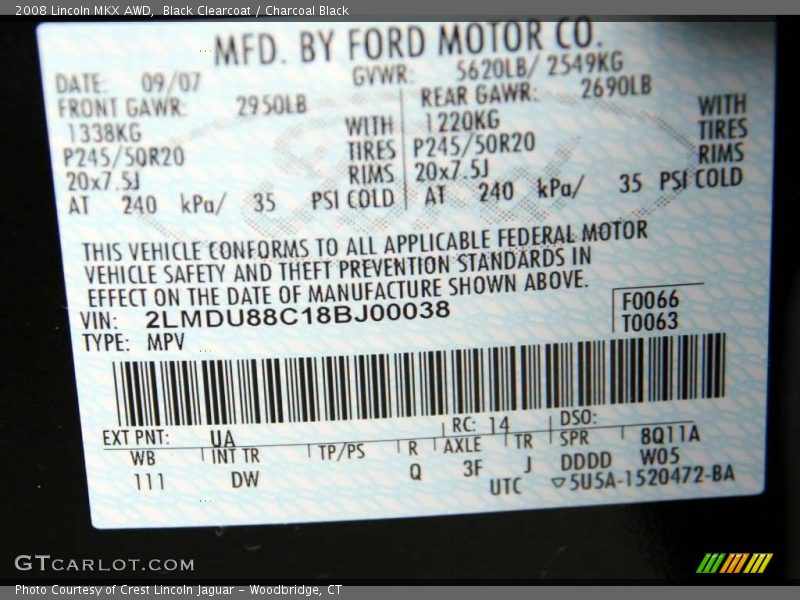 2008 Lincoln MKX AWD,  Black Clearcoat / Charcoal Black
MFD. BY FORD MOTOR CO.
DATE: 09/07 GVWR: 5620LB/ 2549KG
FRONT GAWR: 2950LB REAR GAWR: 2690LB
1338KG WITH 1220KG WITH
P245/50R20 TIRES P245/50R20 TIRES
20x7.5J RIMS 20x7.5J RIMS
AT 240 kPa/ 35 PSI COLD AT 240 kPa/ 35 PSI COLD
THIS VEHICLE CONFORMS TO ALL APPLICABLE FEDERAL MOTOR
VEHICLE SAFETY AND THEFT PREVENTION STANDARDS IN
EFFECT ON THE DATE OF MANUFACTURE SHOWN ABOVE.
VIN: 2LMDU88C18BJ00038 F0066
TYPE: MPV T0063
EXT PNT: UA RC: 14 DSO:
WB INT TR TP/PS R AXLE TR SPR 8Q11A
111 DW Q 3F J DDDD W05
UTC ▽5U5A-1520472-BA
GTCARLOT.COM
Photo Courtesy of Crest Lincoln Jaguar – Woodbridge, CT